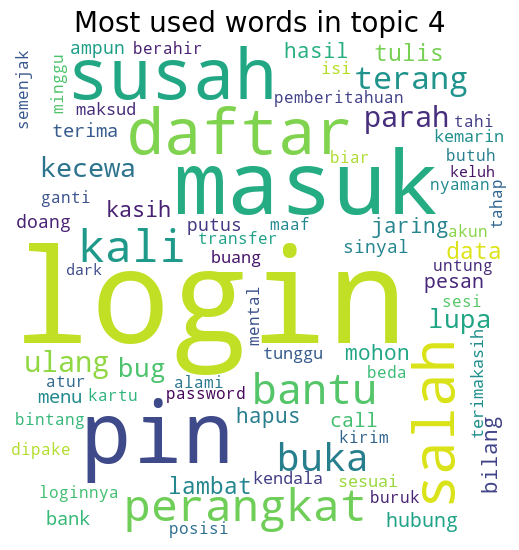 Most used words in topic 4
semenjak
minggu
ampun
berahir
hasil
tulis
susah
isi
terang
maksud
pemberitahuan
parah
tahi
terima
daftar
kemarin
biar
butuh
keluh
kecewa
masuk
nyaman
tahap
ganti
kasih
putus
maaf
jaring
akun
doang
kali
transfer
sinyal
data
untung
dark
buang
pesan
login
sesi
mental
lupa
terimakasih
ulang
bug
tunggu
mohon
beda
salah
atur
alami
menu
kartu
password
bantu
bintang
pin
hapus
call
bilang
dipake
kirim
buka
lambat
kendala
sesuai
loginnya
perangkat
buruk
bank
posisi
hubung